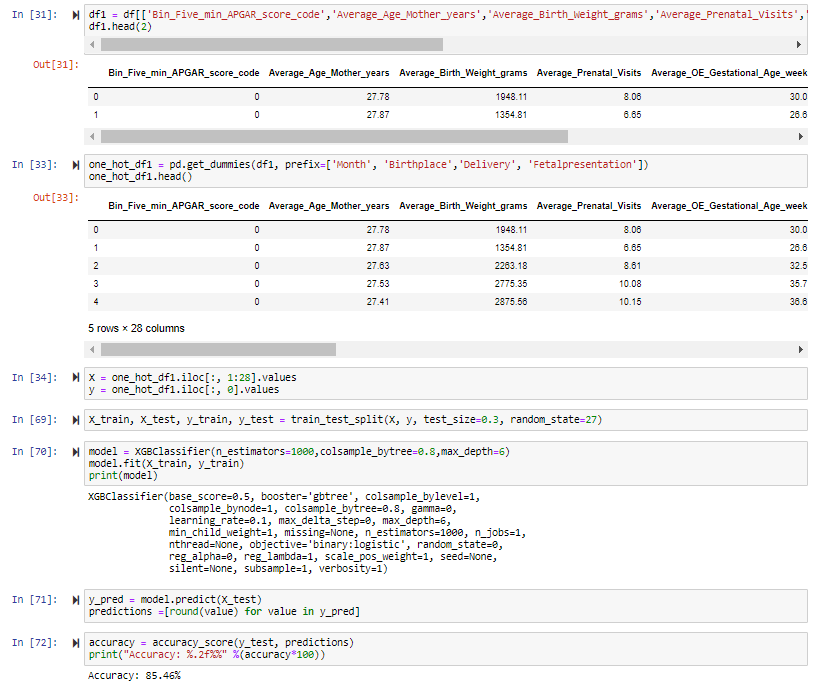 In [31]: df1 = df[['Bin_Five_min_APGAR_score_code','Average_Age_Mother_years','Average_Birth_Weight_grams','Average_Prenatal_Visits','
df1.head(2)
Out[31]:
Bin_Five_min_APGAR_score_code Average_Age_Mother_years Average_Birth_Weight_grams Average_Prenatal_Visits Average_OE_Gestational_Age_week
0 0 27.78 1948.11 8.06 30.0
1 0 27.87 1354.81 6.65 26.6
In [33]: one_hot_df1 = pd.get_dummies(df1, prefix=['Month', 'Birthplace','Delivery', 'Fetalpresentation'])
one_hot_df1.head()
Out[33]:
Bin_Five_min_APGAR_score_code Average_Age_Mother_years Average_Birth_Weight_grams Average_Prenatal_Visits Average_OE_Gestational_Age_week
0 0 27.78 1948.11 8.06 30.0
1 0 27.87 1354.81 6.65 26.6
2 0 27.63 2263.18 8.61 32.5
3 0 27.53 2775.35 10.08 35.7
4 0 27.41 2875.56 10.15 36.6
5 rows × 28 columns
In [34]: X = one_hot_df1.iloc[:, 1:28].values
y = one_hot_df1.iloc[:, 0].values
In [69]: X_train, X_test, y_train, y_test = train_test_split(X, y, test_size=0.3, random_state=27)
In [70]: model = XGBClassifier(n_estimators=1000,colsample_bytree=0.8,max_depth=6)
model.fit(X_train, y_train)
print(model)
XGBClassifier(base_score=0.5, booster='gbtree', colsample_bylevel=1,
colsample_bynode=1, colsample_bytree=0.8, gamma=0,
learning_rate=0.1, max_delta_step=0, max_depth=6,
min_child_weight=1, missing=None, n_estimators=1000, n_jobs=1,
nthread=None, objective='binary:logistic', random_state=0,
reg_alpha=0, reg_lambda=1, scale_pos_weight=1, seed=None,
silent=None, subsample=1, verbosity=1)
In [71]: y_pred = model.predict(X_test)
predictions =[round(value) for value in y_pred]
In [72]: accuracy = accuracy_score(y_test, predictions)
print("Accuracy: %.2f%%" %(accuracy*100))
Accuracy: 85.46%